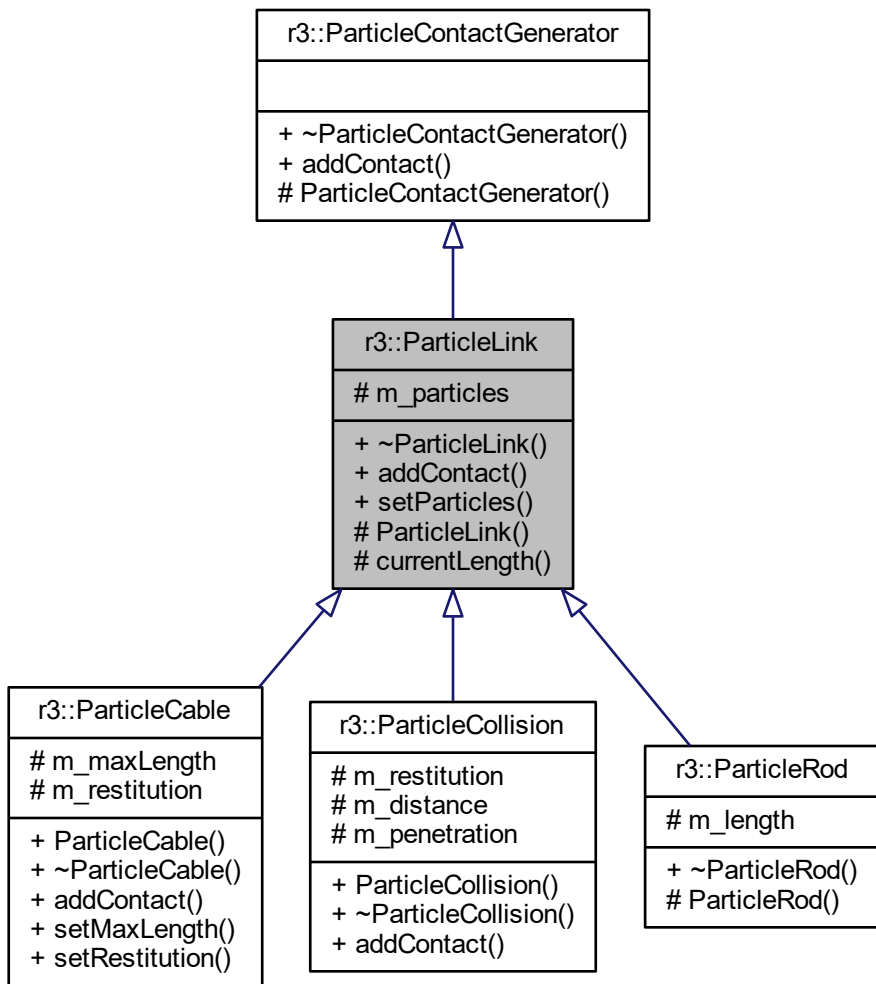 r3::ParticleContactGenerator
+ ~ParticleContactGenerator()
+ addContact()
# ParticleContactGenerator()
r3::ParticleLink
# m_particles
+ ~ParticleLink()
+ addContact()
+ setParticles()
# ParticleLink()
# currentLength()
r3::ParticleCable
# m_maxLength
# m_restitution
+ ParticleCable()
+ ~ParticleCable()
+ addContact()
+ setMaxLength()
+ setRestitution()
r3::ParticleCollision
# m_restitution
# m_distance
# m_penetration
+ ParticleCollision()
+ ~ParticleCollision()
+ addContact()
r3::ParticleRod
# m_length
+ ~ParticleRod()
# ParticleRod()